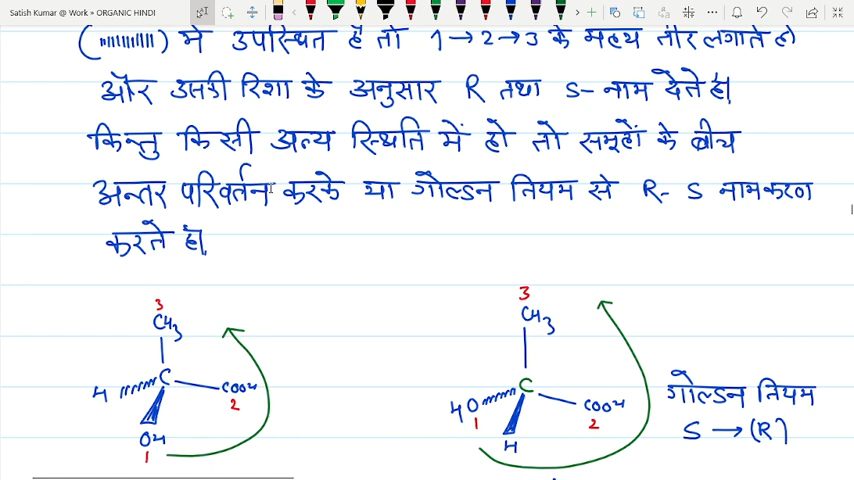 Satish Kumar @ Work » ORGANIC HINDI
( ) में उपस्थित है तो 1→2→3 के मध्य तीर लगाते है
और उसकी दिशा के अनुसार R तथा S- नाम देते है।
किन्तु किसी अन्य स्थिति में हो तो समूहों के बीच
अन्तर परिवर्तन करके या गोल्डन नियम से R- S नामकरण
करते है।
3
CH3
H C COOH
2
OH
1
3
CH3
HO C COOH
1 2
H
गोल्डन नियम
S → (R)